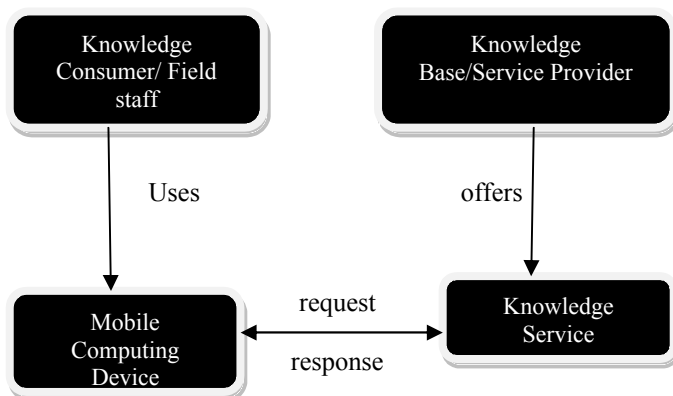 Knowledge
Consumer/ Field
staff
Knowledge
Base/Service Provider
Uses
offers
Mobile
Computing
Device
request
response
Knowledge
Service